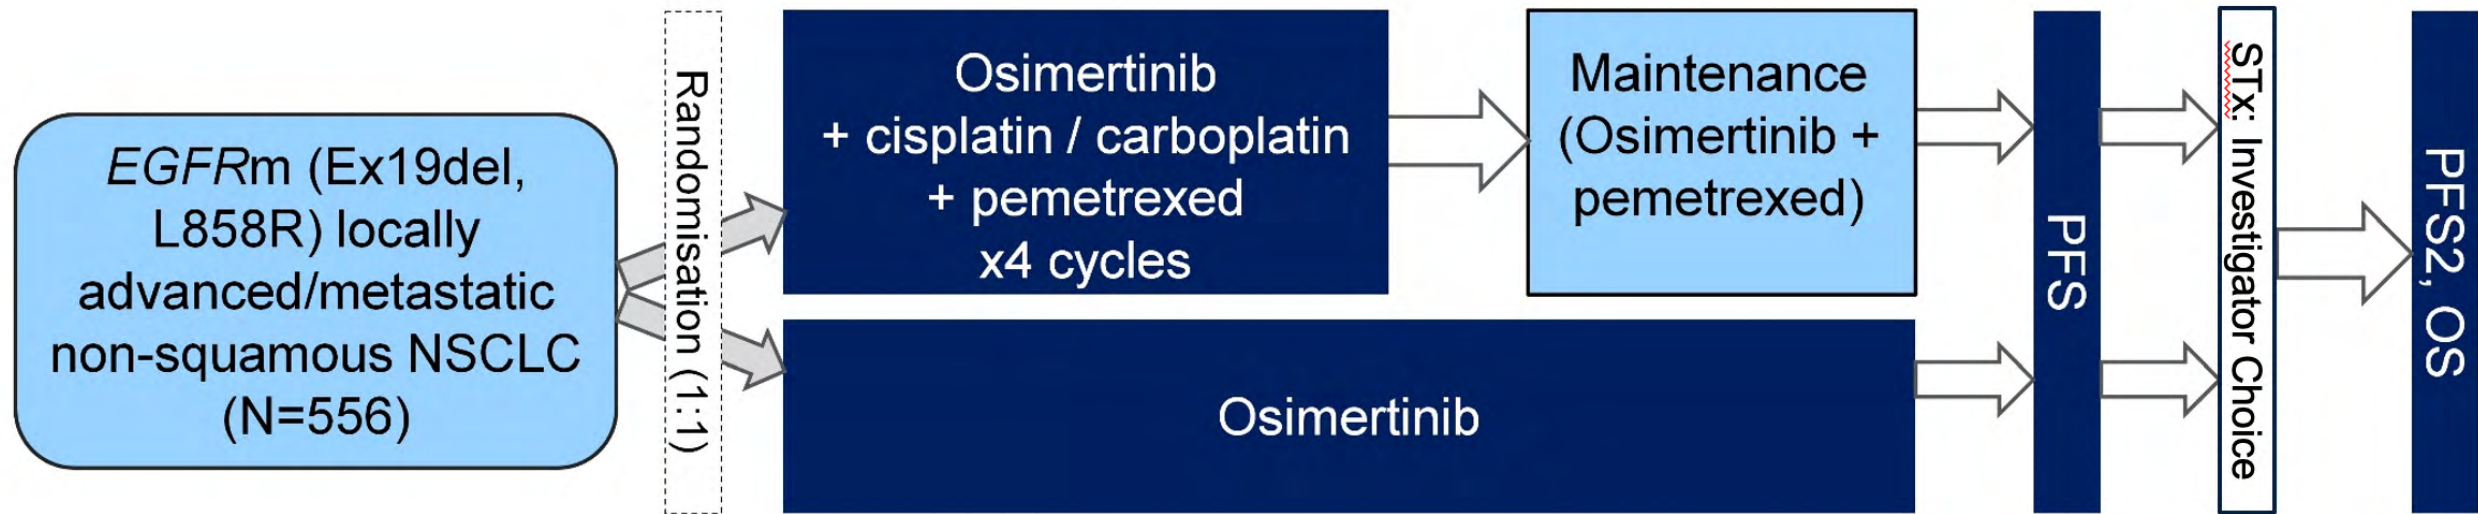 EGFRm (Ex19del,
L858R) locally
advanced/metastatic
non-squamous NSCLC
(N=556)
Randomisation (1:1)
Osimertinib
+ cisplatin / carboplatin
+ pemetrexed
x4 cycles
Maintenance
(Osimertinib +
pemetrexed)
Osimertinib
PFS
STx: Investigator Choice
PFS2, OS